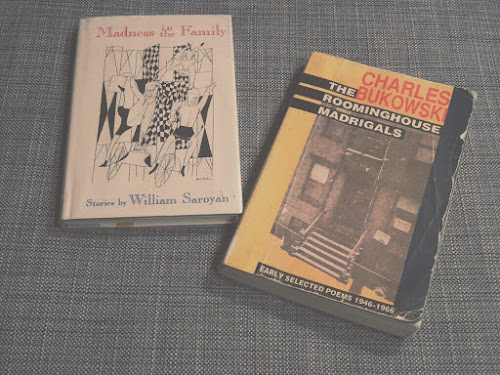 Madness in the Family
Stories by William Saroyan
CHARLES
BUKOWSKI
THE
ROOMINGHOUSE
MADRIGALS
EARLY SELECTED POEMS 1946-1966